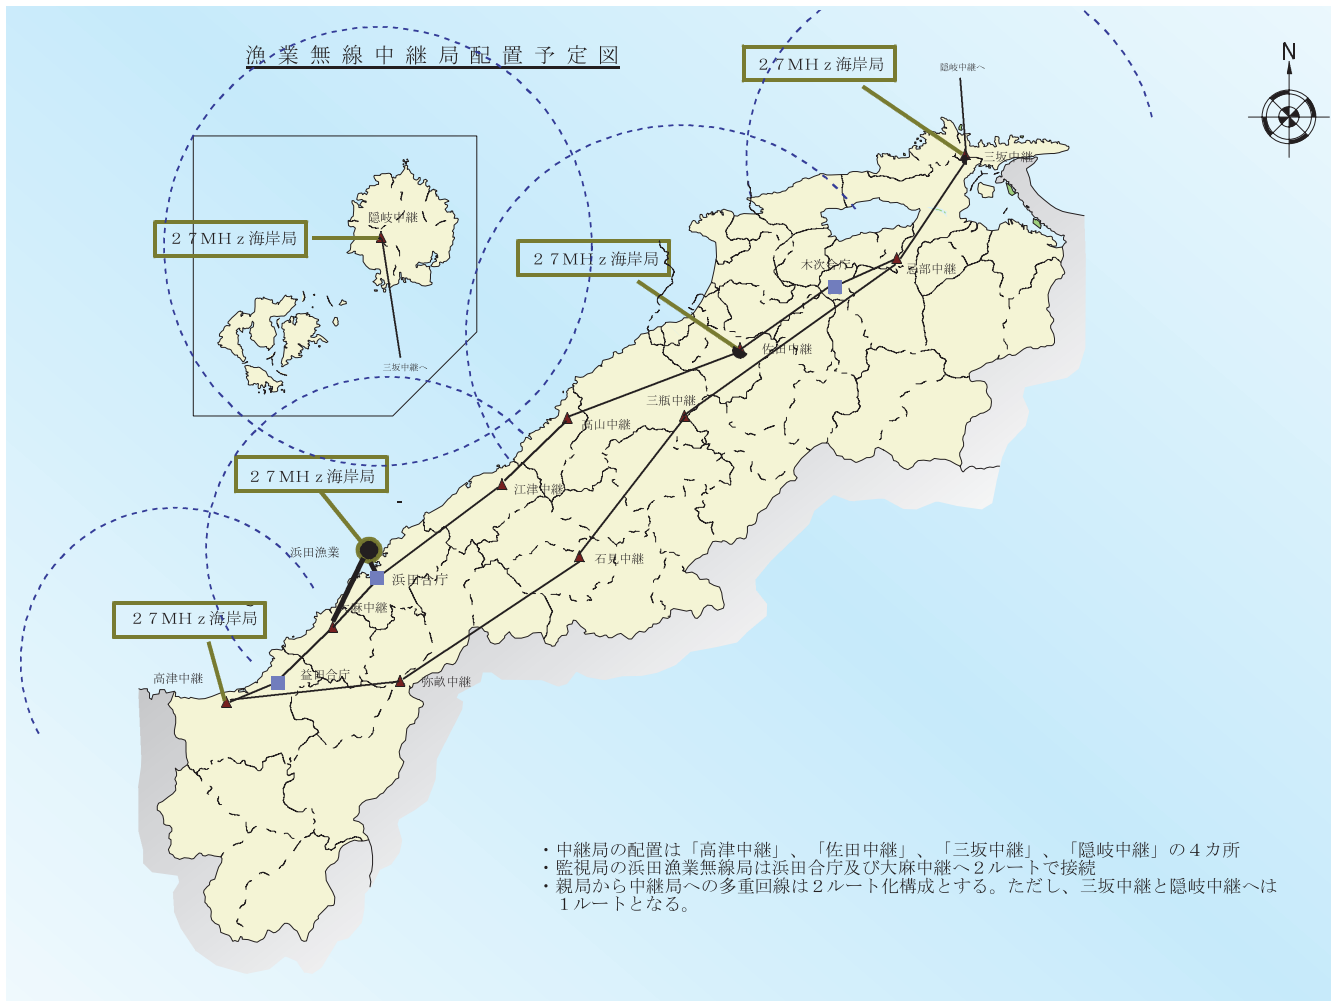 漁業無線中継局配置予定図
N
２７ＭＨｚ海岸局
隠岐中継へ
三坂中継
隠岐中継
２７ＭＨｚ海岸局
２７ＭＨｚ海岸局
木次合庁
佐田中継
三坂中継へ
三瓶中継
高山中継
２７ＭＨｚ海岸局
江津中継
浜田漁業
石見中継
浜田合庁
麻中継
２７ＭＨｚ海岸局
益田合庁
高津中継
弥畝中継
・中継局の配置は「高津中継」、「佐田中継」、「三坂中継」、「隠岐中継」の４カ所
・監視局の浜田漁業無線局は浜田合庁及び大麻中継へ２ルートで接続
・親局から中継局への多重回線は２ルート化構成とする。ただし、三坂中継と隠岐中継へは
１ルートとなる。